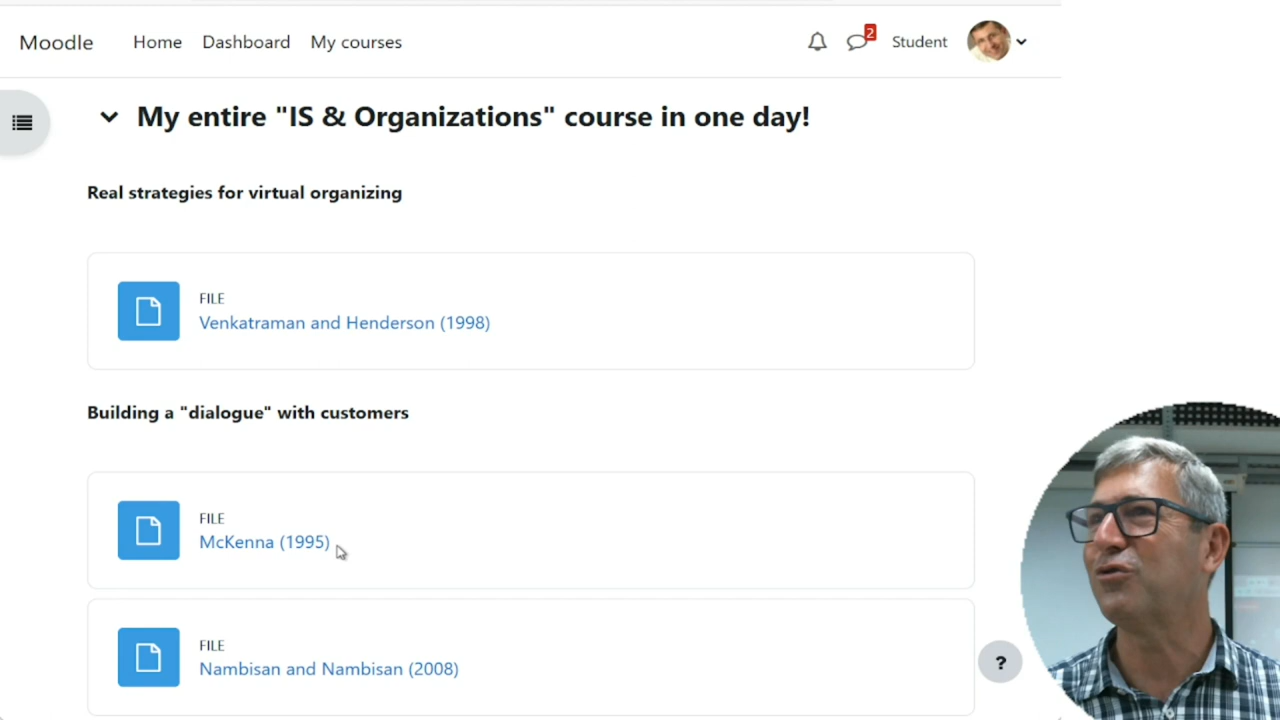 Moodle Home Dashboard My courses 2 Student
My entire "IS & Organizations" course in one day!
Real strategies for virtual organizing
FILE
Venkatraman and Henderson (1998)
Building a "dialogue" with customers
FILE
McKenna (1995)
FILE
Nambisan and Nambisan (2008)
?